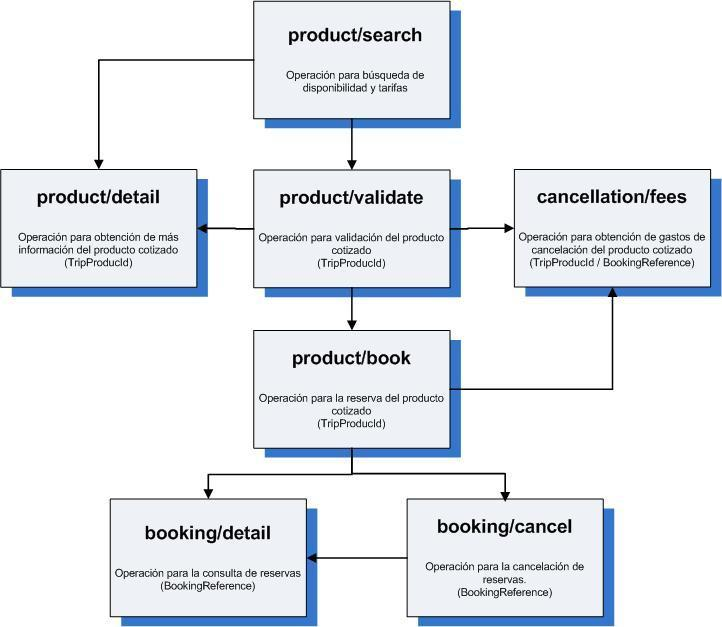 product/search
Operación para búsqueda de
disponibilidad y tarifas
product/detail
Operación para obtención de más
información del producto cotizado
(TripProducId)
product/validate
Operación para validación del producto
cotizado
(TripProducId)
cancellation/fees
Operación para obtención de gastos de
cancelación del producto cotizado
(TripProducId / BookingReference)
product/book
Operación para la reserva del producto
cotizado
(TripProducId)
booking/detail
Operación para la consulta de reservas
(BookingReference)
booking/cancel
Operación para la cancelación de
reservas.
(BookingReference)